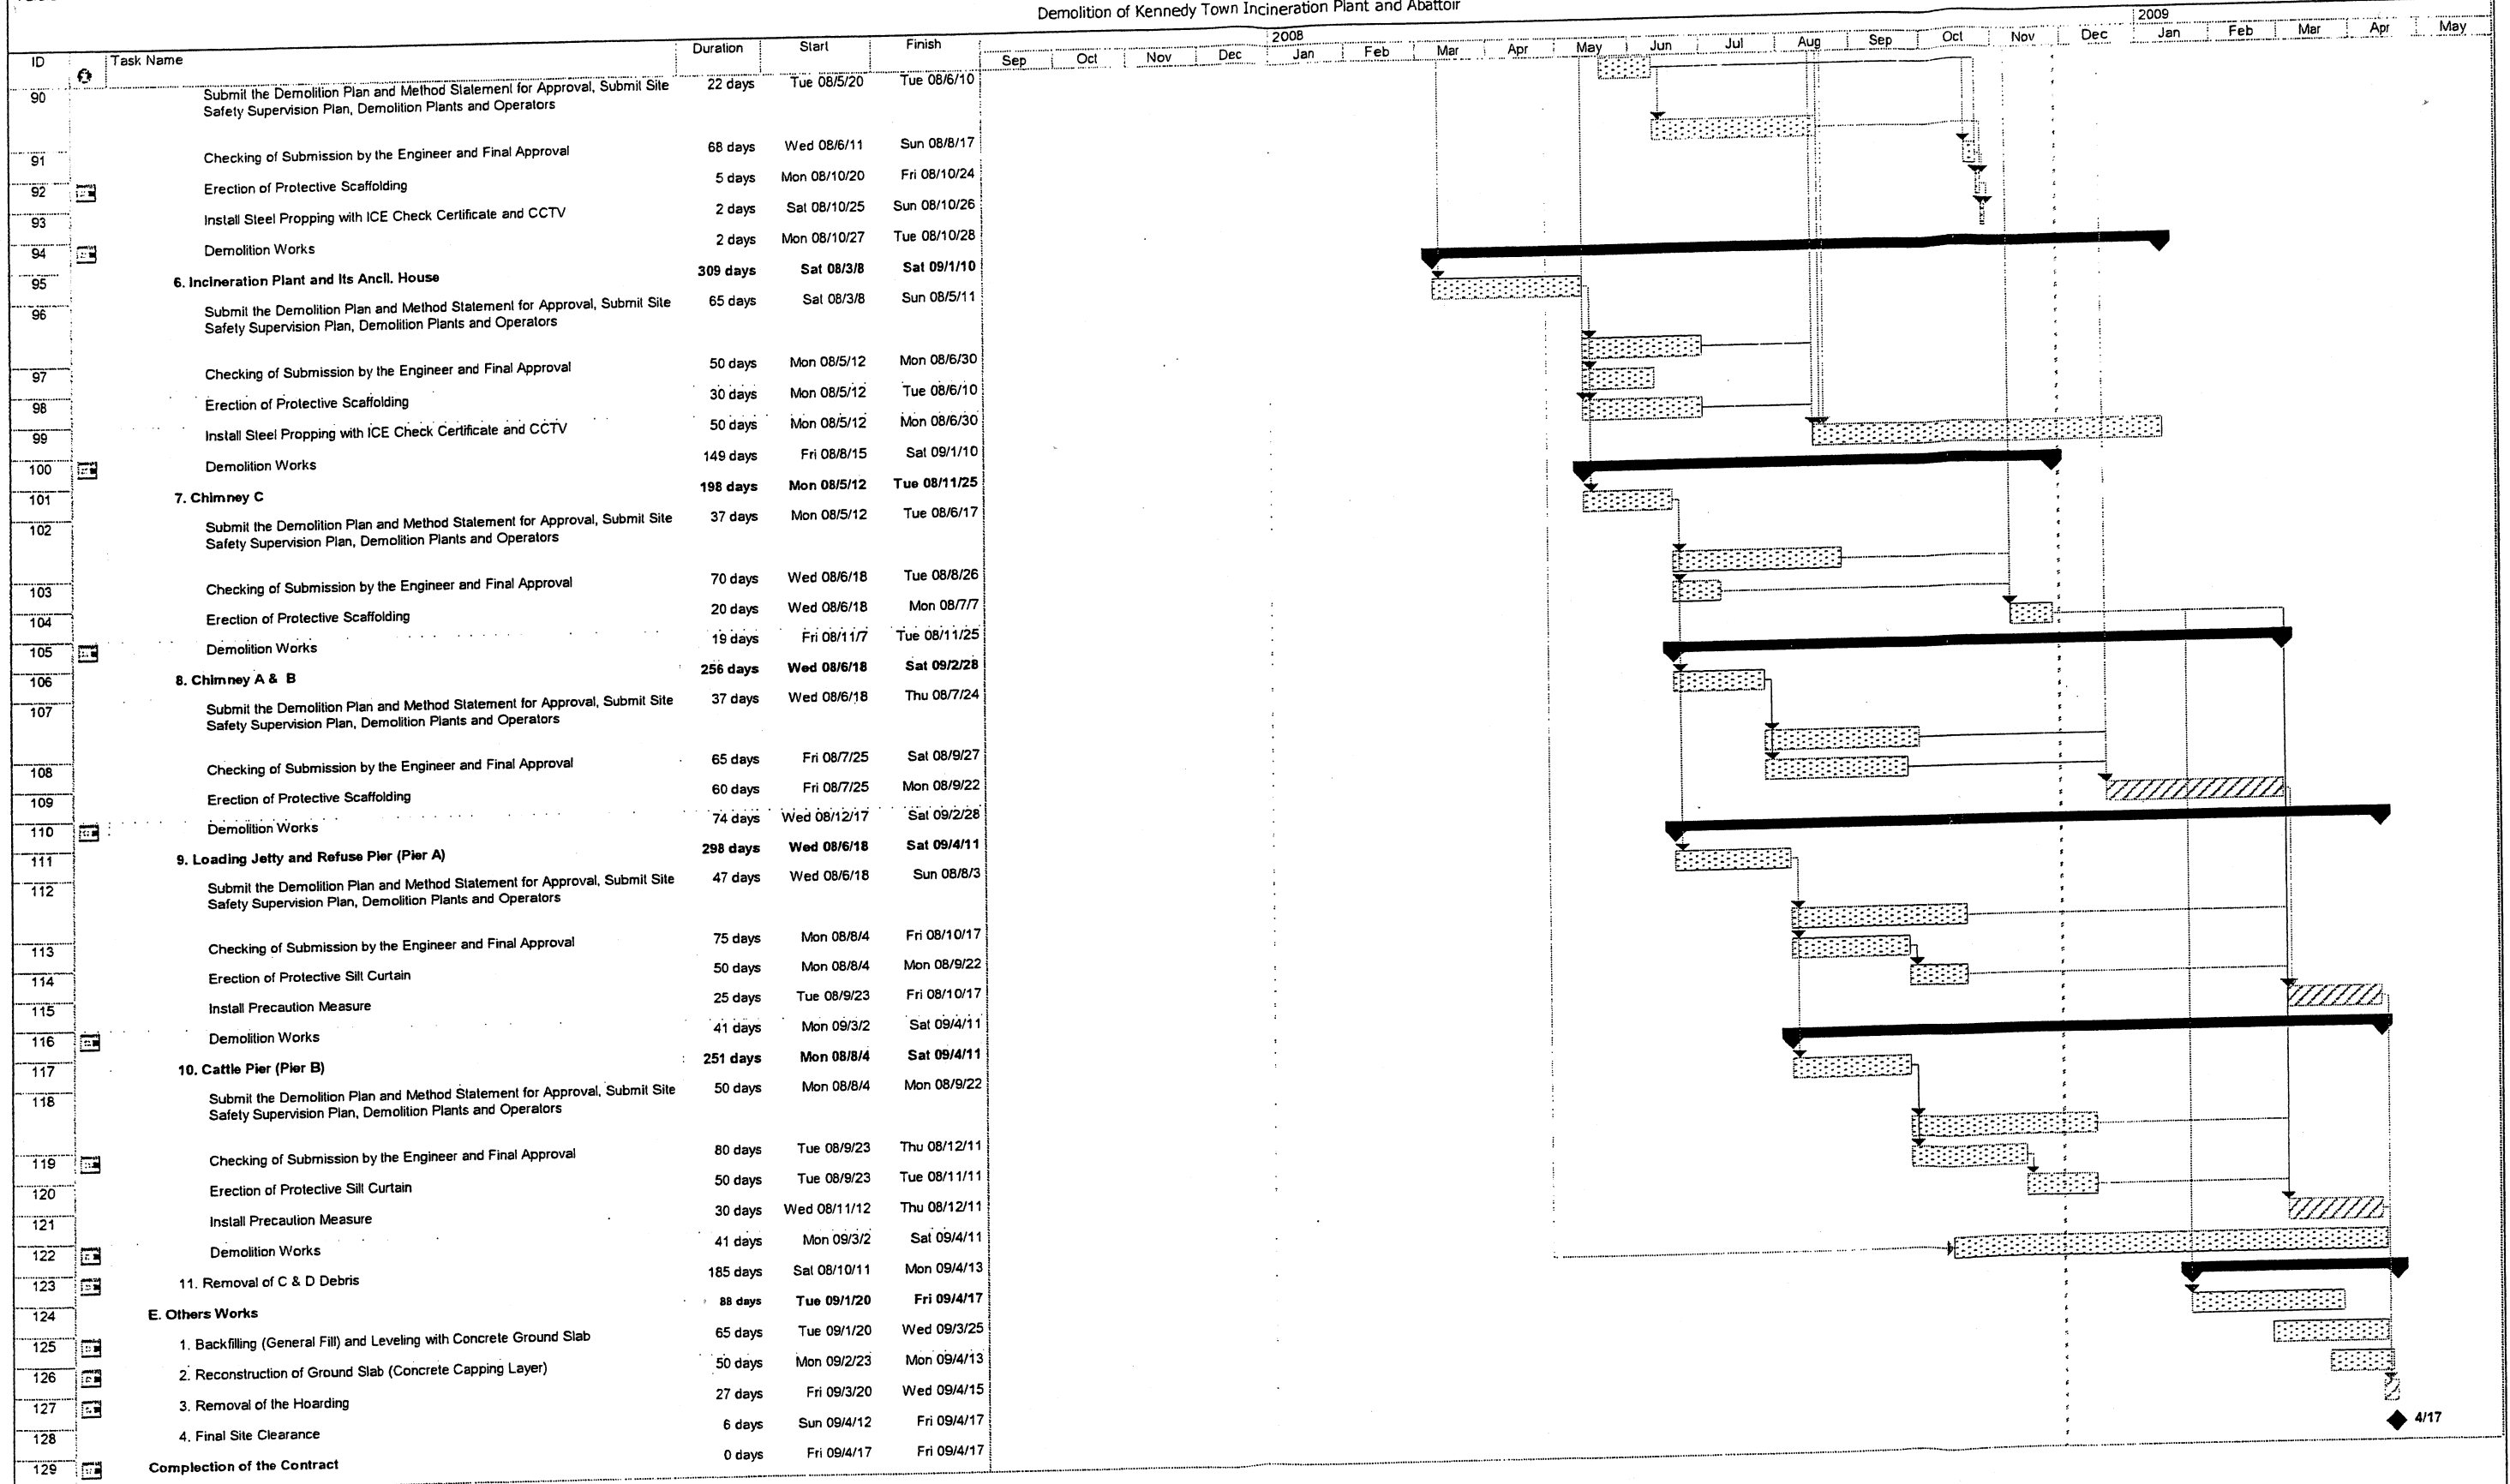 Demolition of Kennedy Town Incineration Plant and Abattoir
2008 2009
ID Task Name Duration Start Finish Sep Oct Nov Dec Jan Feb Mar Apr May Jun Jul Aug Sep Oct Nov Dec Jan Feb Mar Apr May
90 Submit the Demolition Plan and Method Statement for Approval, Submit Site 22 days Tue 08/5/20 Tue 08/6/10
Safety Supervision Plan, Demolition Plants and Operators
91 Checking of Submission by the Engineer and Final Approval 68 days Wed 08/6/11 Sun 08/8/17
92 Erection of Protective Scaffolding 5 days Mon 08/10/20 Fri 08/10/24
93 Install Steel Propping with ICE Check Certificate and CCTV 2 days Sat 08/10/25 Sun 08/10/26
94 Demolition Works 2 days Mon 08/10/27 Tue 08/10/28
95 6. Incineration Plant and Its Ancll. House 309 days Sat 08/3/8 Sat 09/1/10
96 Submit the Demolition Plan and Method Statement for Approval, Submit Site 65 days Sat 08/3/8 Sun 08/5/11
Safety Supervision Plan, Demolition Plants and Operators
97 Checking of Submission by the Engineer and Final Approval 50 days Mon 08/5/12 Mon 08/6/30
98 Erection of Protective Scaffolding 30 days Mon 08/5/12 Tue 08/6/10
99 Install Steel Propping with ICE Check Certificate and CCTV 50 days Mon 08/5/12 Mon 08/6/30
100 Demolition Works 149 days Fri 08/8/15 Sat 09/1/10
101 7. Chimney C 198 days Mon 08/5/12 Tue 08/11/25
102 Submit the Demolition Plan and Method Statement for Approval, Submit Site 37 days Mon 08/5/12 Tue 08/6/17
Safety Supervision Plan, Demolition Plants and Operators
103 Checking of Submission by the Engineer and Final Approval 70 days Wed 08/6/18 Tue 08/8/26
104 Erection of Protective Scaffolding 20 days Wed 08/6/18 Mon 08/7/7
105 Demolition Works 19 days Fri 08/11/7 Tue 08/11/25
106 8. Chimney A & B 256 days Wed 08/6/18 Sat 09/2/28
107 Submit the Demolition Plan and Method Statement for Approval, Submit Site 37 days Wed 08/6/18 Thu 08/7/24
Safety Supervision Plan, Demolition Plants and Operators
108 Checking of Submission by the Engineer and Final Approval 65 days Fri 08/7/25 Sat 08/9/27
109 Erection of Protective Scaffolding 60 days Fri 08/7/25 Mon 08/9/22
110 Demolition Works 74 days Wed 08/12/17 Sat 09/2/28
111 9. Loading Jetty and Refuse Pier (Pier A) 298 days Wed 08/6/18 Sat 09/4/11
112 Submit the Demolition Plan and Method Statement for Approval, Submit Site 47 days Wed 08/6/18 Sun 08/8/3
Safety Supervision Plan, Demolition Plants and Operators
113 Checking of Submission by the Engineer and Final Approval 75 days Mon 08/8/4 Fri 08/10/17
114 Erection of Protective Sill Curtain 50 days Mon 08/8/4 Mon 08/9/22
115 Install Precaution Measure 25 days Tue 08/9/23 Fri 08/10/17
116 Demolition Works 41 days Mon 09/3/2 Sat 09/4/11
117 10. Cattle Pier (Pier B) 251 days Mon 08/8/4 Sat 09/4/11
118 Submit the Demolition Plan and Method Statement for Approval, Submit Site 50 days Mon 08/8/4 Mon 08/9/22
Safety Supervision Plan, Demolition Plants and Operators
119 Checking of Submission by the Engineer and Final Approval 80 days Tue 08/9/23 Thu 08/12/11
120 Erection of Protective Sill Curtain 50 days Tue 08/9/23 Tue 08/11/11
121 Install Precaution Measure 30 days Wed 08/11/12 Thu 08/12/11
122 Demolition Works 41 days Mon 09/3/2 Sat 09/4/11
123 11. Removal of C & D Debris 185 days Sat 08/10/11 Mon 09/4/13
124 E. Others Works 88 days Tue 09/1/20 Fri 09/4/17
125 1. Backfilling (General Fill) and Leveling with Concrete Ground Slab 65 days Tue 09/1/20 Wed 09/3/25
126 2. Reconstruction of Ground Slab (Concrete Capping Layer) 50 days Mon 09/2/23 Mon 09/4/13
127 3. Removal of the Hoarding 27 days Fri 09/3/20 Wed 09/4/15
128 4. Final Site Clearance 6 days Sun 09/4/12 Fri 09/4/17
129 Complection of the Contract 0 days Fri 09/4/17 Fri 09/4/17 4/17